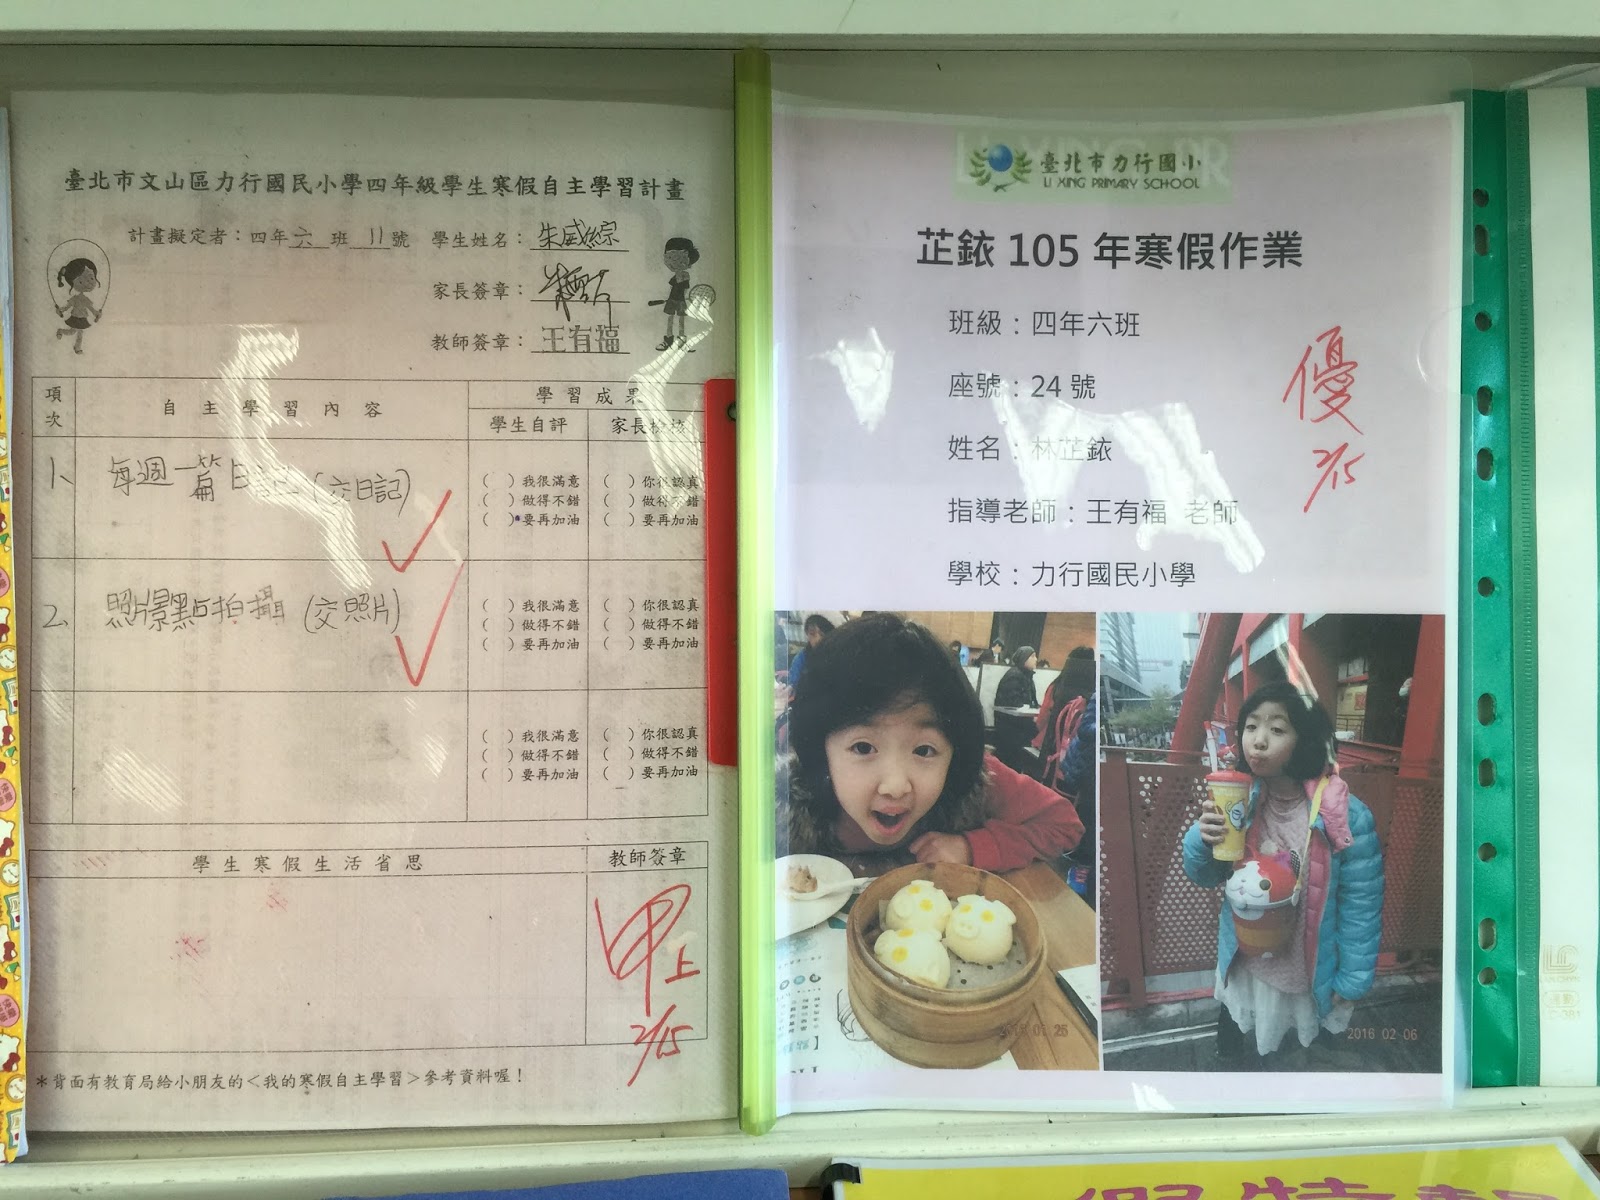 臺北市文山區力行國民小學四年級學生寒假自主學習計畫
計畫擬定者：四年六班 11 號 學生姓名：朱威綜
家長簽章：
教師簽章：王有福
項次 自主學習內容 學習成果
學生自評 家長檢核
1、 每週一篇日記(交日記)
( )我很滿意 ( )你很認真
( )做得不錯 ( )做得不錯
( )要再加油 ( )要再加油
2、 照片景點拍攝(交照片)
( )我很滿意 ( )你很認真
( )做得不錯 ( )做得不錯
( )要再加油 ( )要再加油
( )我很滿意 ( )你很認真
( )做得不錯 ( )做得不錯
( )要再加油 ( )要再加油
學生寒假生活省思 教師簽章
甲上
2/15
*背面有教育局給小朋友的<我的寒假自主學習>參考資料喔！
臺北市力行國小
LI XING PRIMARY SCHOOL
芷銥 105 年寒假作業
班級：四年六班
座號：24 號
姓名：林芷銥
指導老師：王有福 老師
學校：力行國民小學
優
2/15
2016 02 06